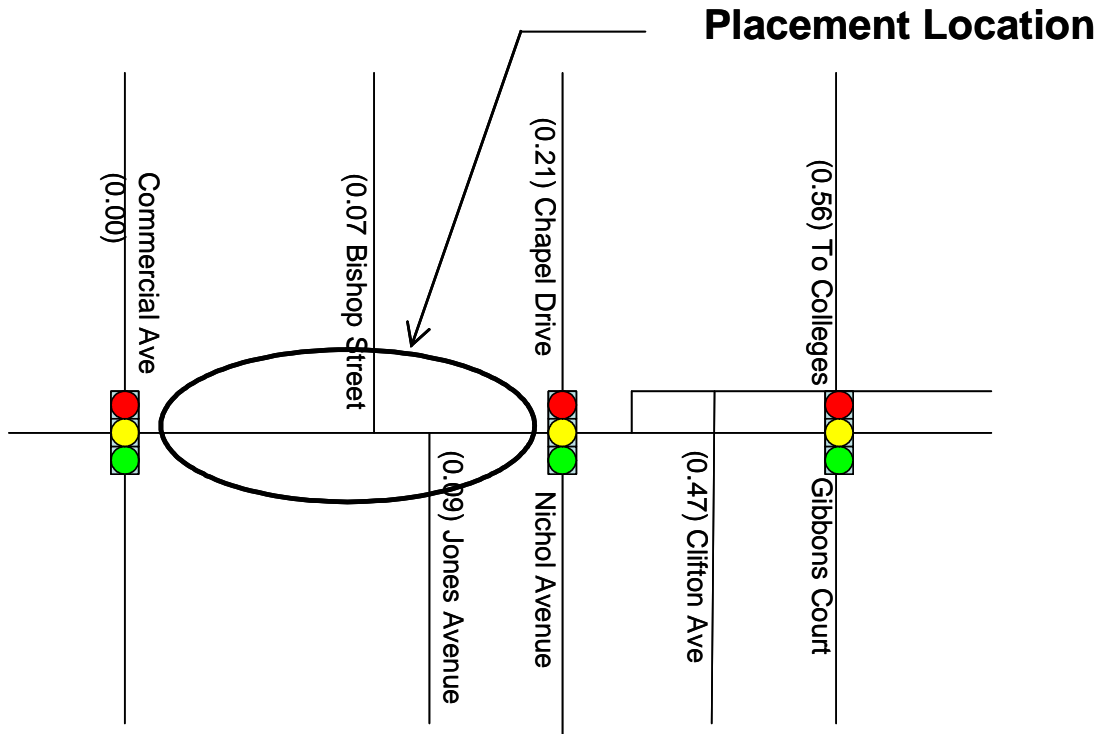 Placement Location
Commercial Ave
(0.00)
(0.07 Bishop Street
(0.21) Chapel Drive
(0.56) To Colleges
(0.09) Jones Avenue
Nichol Avenue
(0.47) Clifton Ave
Gibbons Court